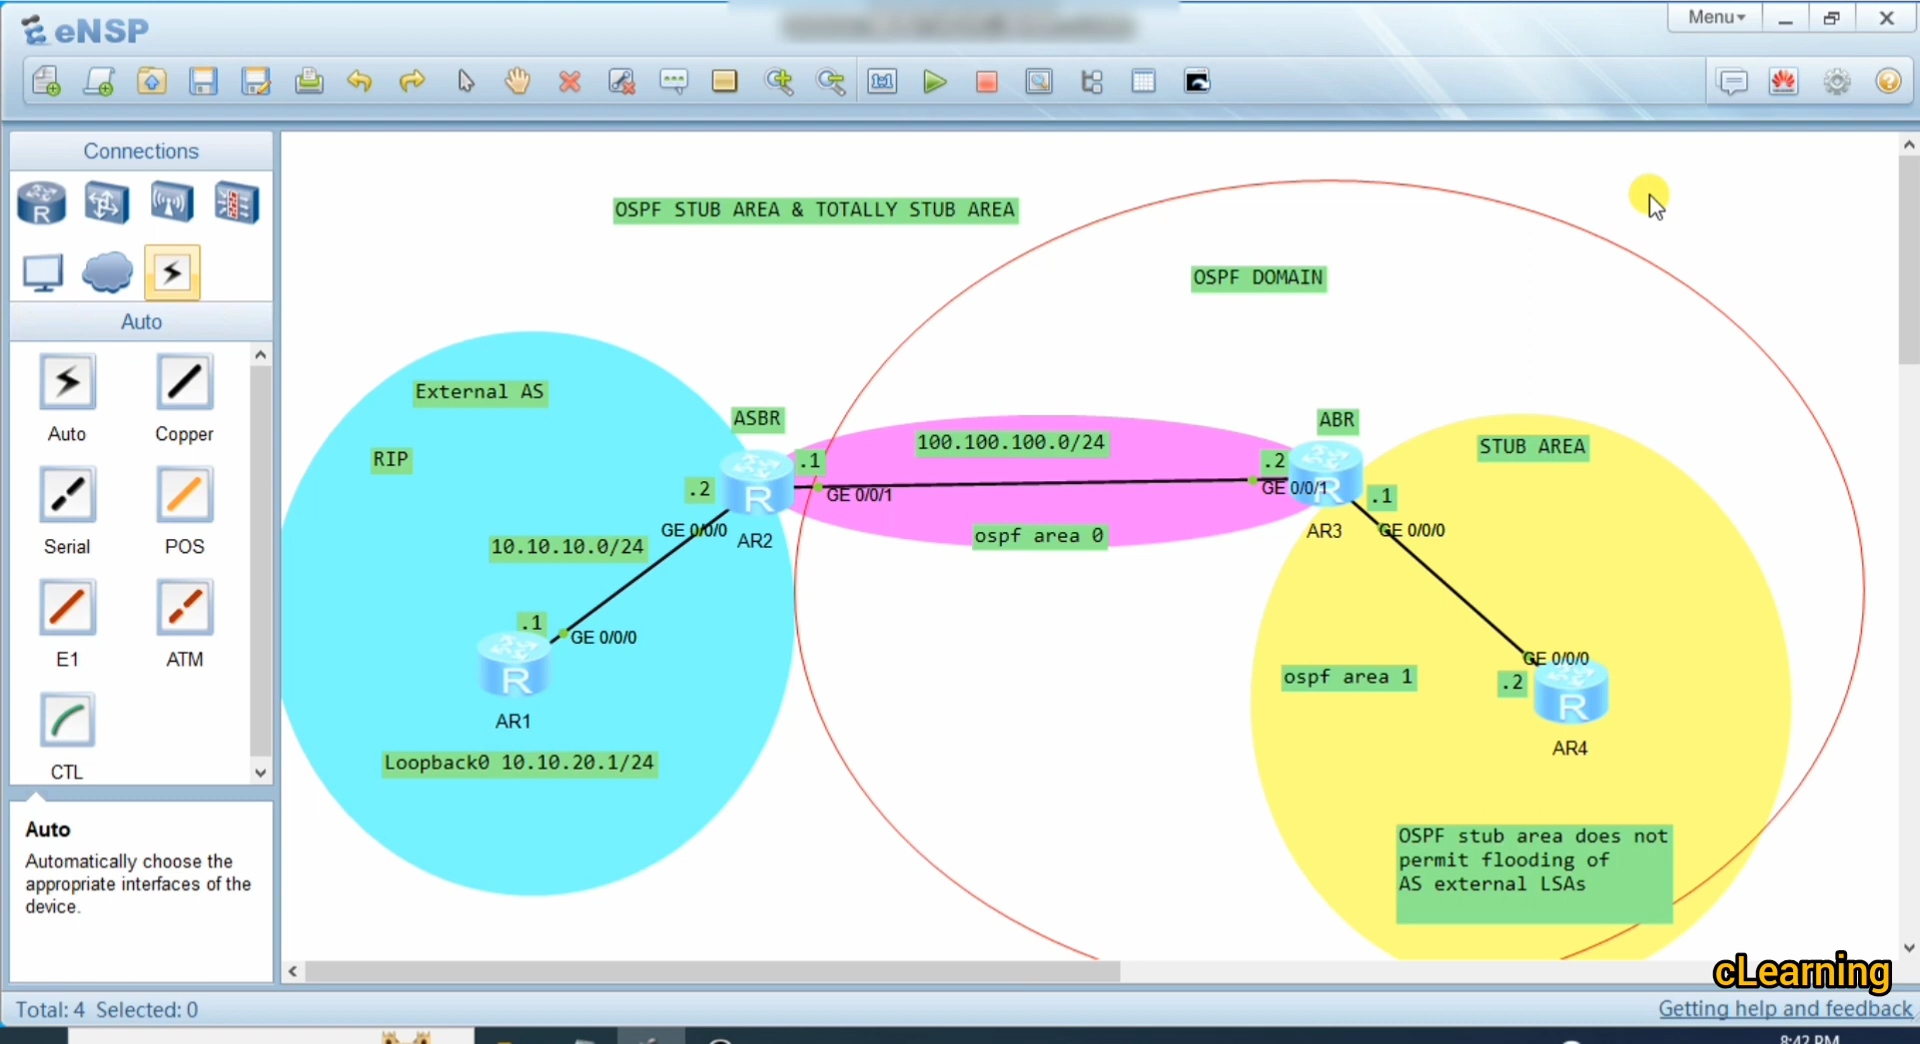 eNSP
Menu
Connections
Auto
Auto
Copper
Serial
POS
E1
ATM
CTL
Auto
Automatically choose the
appropriate interfaces of the
device.
OSPF STUB AREA & TOTALLY STUB AREA
OSPF DOMAIN
External AS
RIP
ASBR
ABR
STUB AREA
100.100.100.0/24
.1
.2
.2
.1
GE 0/0/1
GE 0/0/1
GE 0/0/0
GE 0/0/0
R
R
AR2
AR3
ospf area 0
10.10.10.0/24
.1
GE 0/0/0
R
AR1
Loopback0 10.10.20.1/24
ospf area 1
GE 0/0/0
.2
R
AR4
OSPF stub area does not
permit flooding of
AS external LSAs
cLearning
Total: 4 Selected: 0
Getting help and feedback
8:42 PM